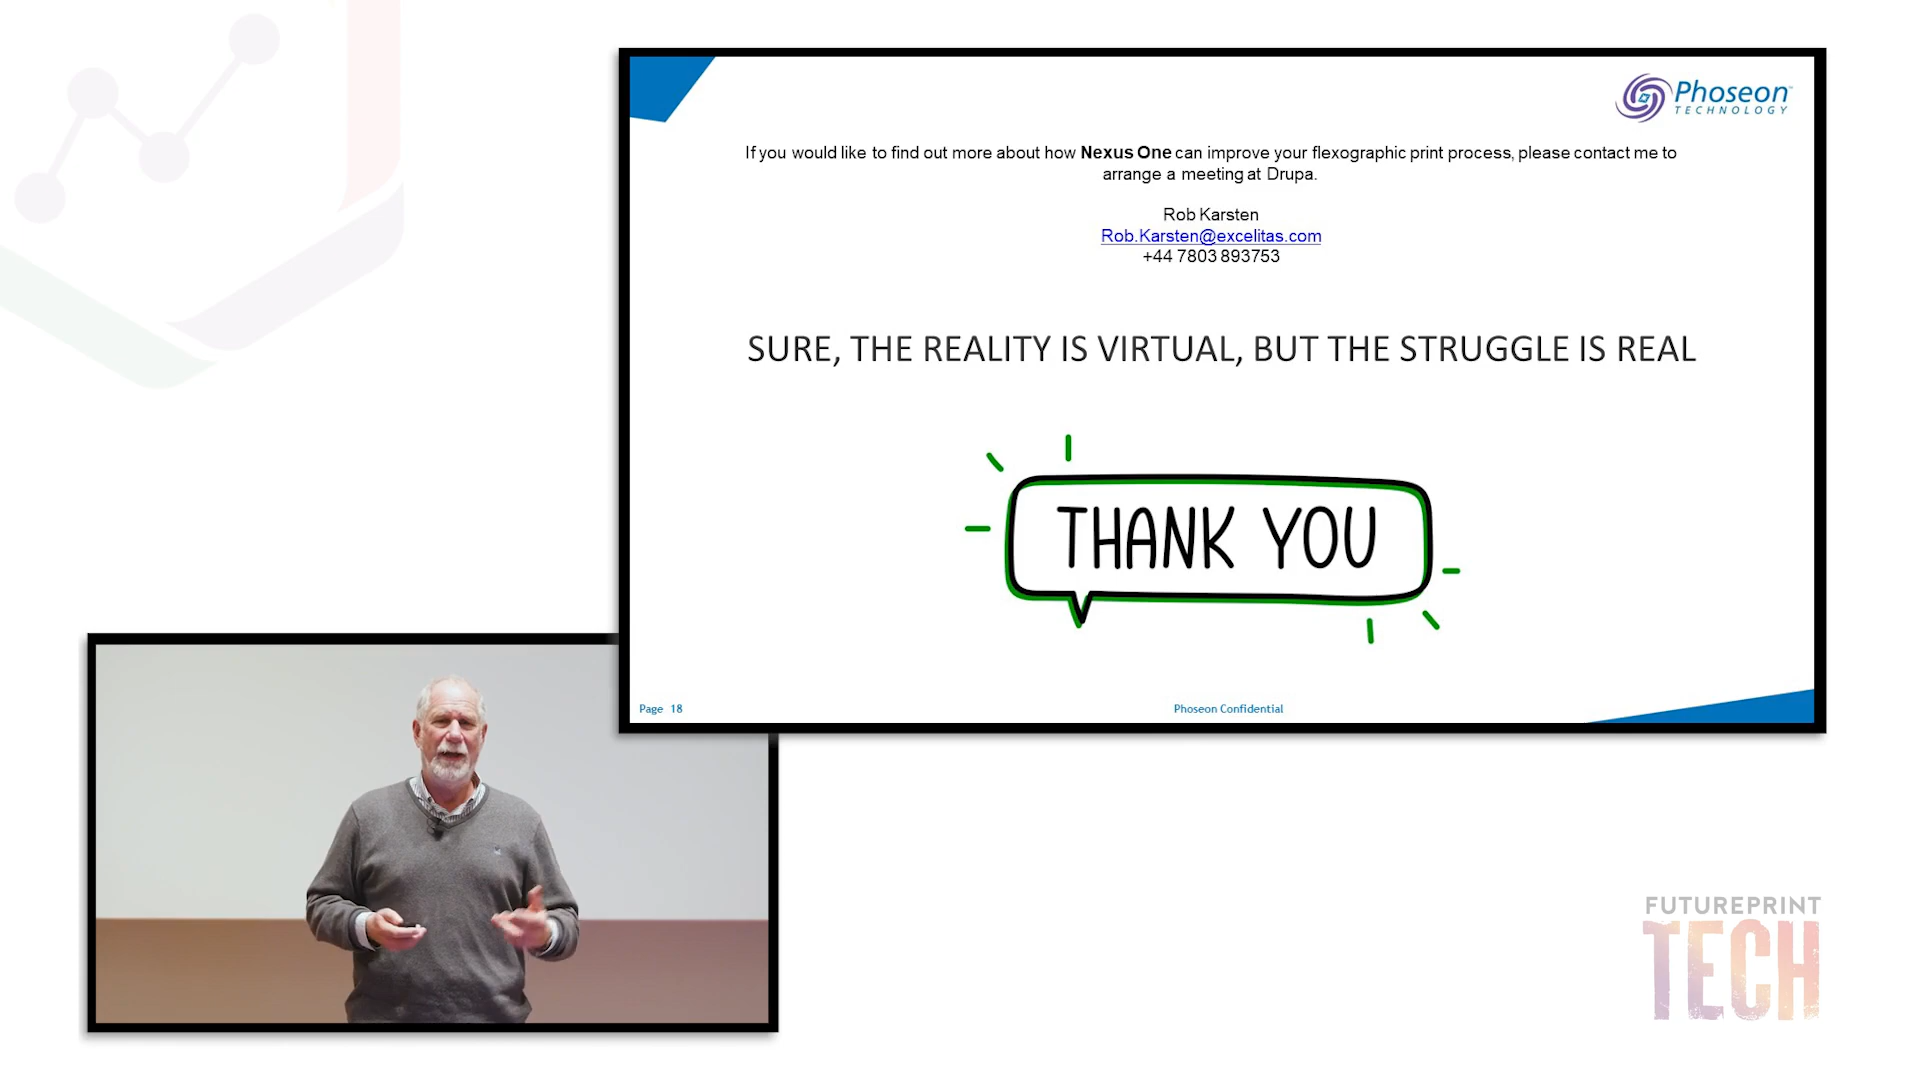 Phoseon
TECHNOLOGY
If you would like to find out more about how Nexus One can improve your flexographic print process, please contact me to
arrange a meeting at Drupa.
Rob Karsten
Rob.Karsten@excelitas.com
+44 7803 893753
SURE, THE REALITY IS VIRTUAL, BUT THE STRUGGLE IS REAL
THANK YOU
Page 18
Phoseon Confidential
FUTUREPRINT
TECH